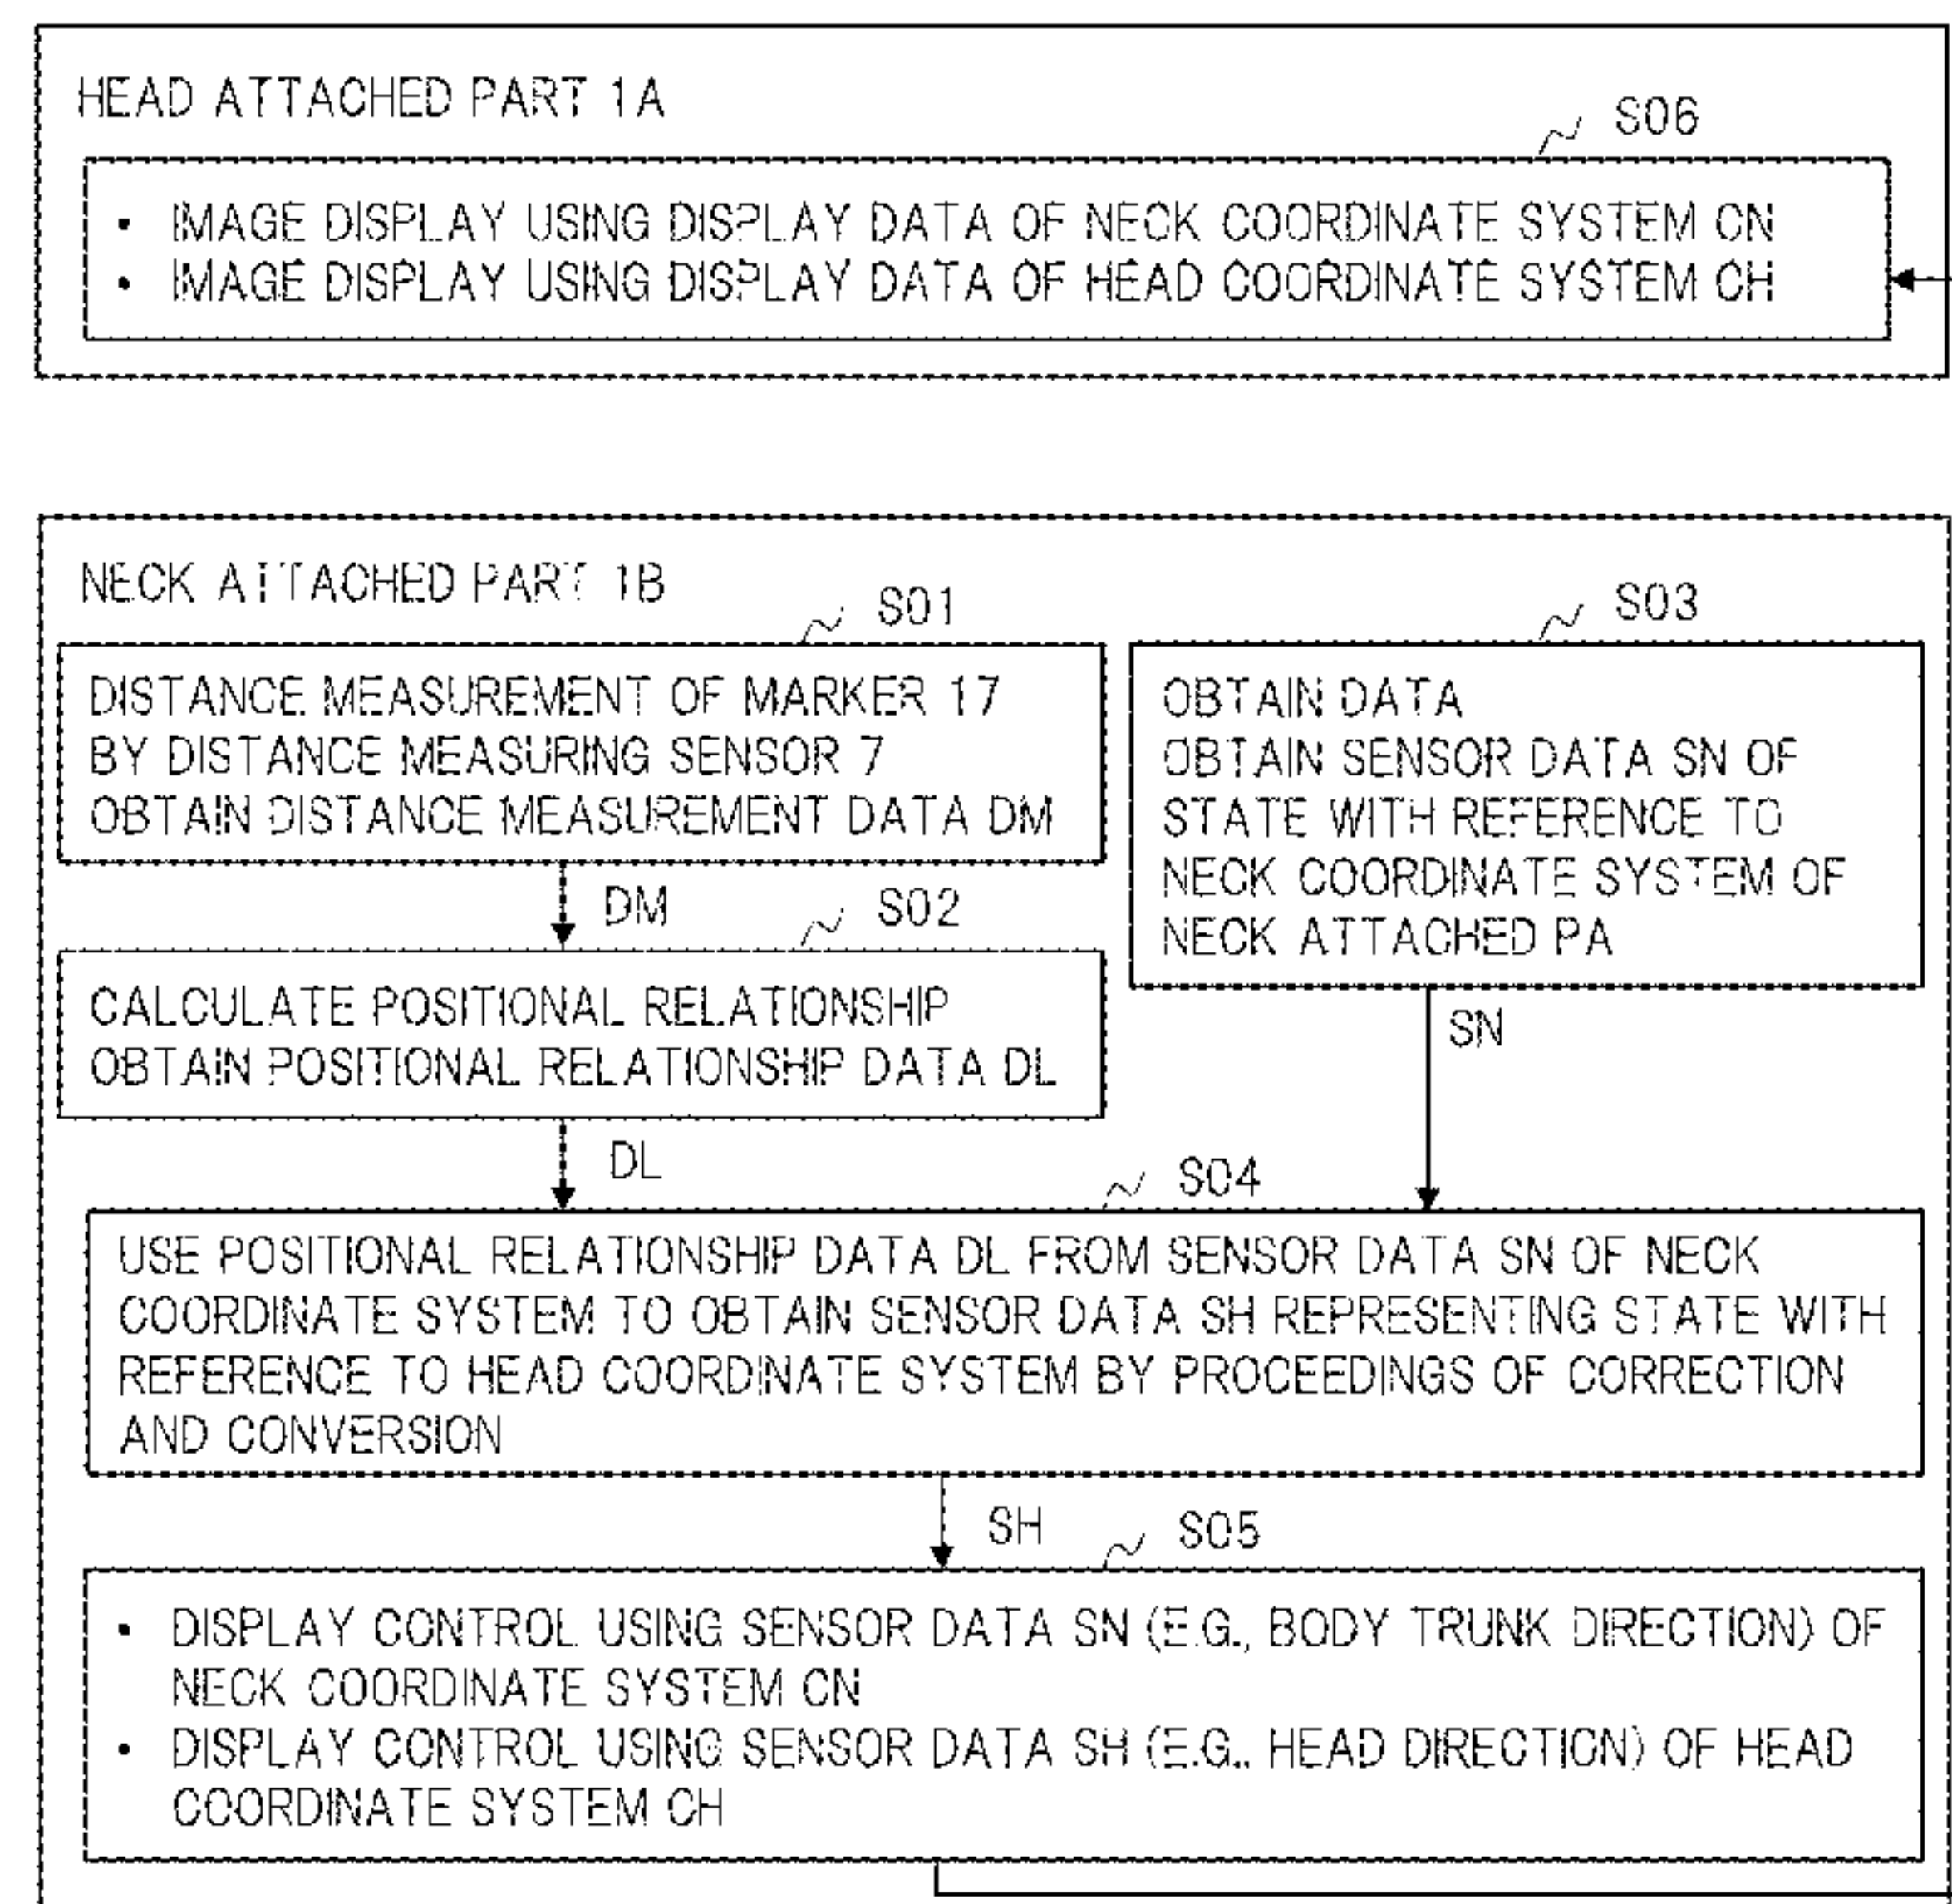 HEAD ATTACHED PART 1A
S06
• IMAGE DISPLAY USING DISPLAY DATA OF NECK COORDINATE SYSTEM CN
• IMAGE DISPLAY USING DISPLAY DATA OF HEAD COORDINATE SYSTEM CH
NECK ATTACHED PART 1B
S01
DISTANCE MEASUREMENT OF MARKER 17
BY DISTANCE MEASURING SENSOR 7
OBTAIN DISTANCE MEASUREMENT DATA DM
S03
OBTAIN DATA
OBTAIN SENSOR DATA SN OF
STATE WITH REFERENCE TO
NECK COORDINATE SYSTEM OF
NECK ATTACHED PA
DM
S02
CALCULATE POSITIONAL RELATIONSHIP
OBTAIN POSITIONAL RELATIONSHIP DATA DL
SN
DL
S04
USE POSITIONAL RELATIONSHIP DATA DL FROM SENSOR DATA SN OF NECK
COORDINATE SYSTEM TO OBTAIN SENSOR DATA SH REPRESENTING STATE WITH
REFERENCE TO HEAD COORDINATE SYSTEM BY PROCEEDINGS OF CORRECTION
AND CONVERSION
SH
S05
• DISPLAY CONTROL USING SENSOR DATA SN (E.G., BODY TRUNK DIRECTION) OF
NECK COORDINATE SYSTEM CN
• DISPLAY CONTROL USING SENSOR DATA SH (E.G., HEAD DIRECTION) OF HEAD
COORDINATE SYSTEM CH